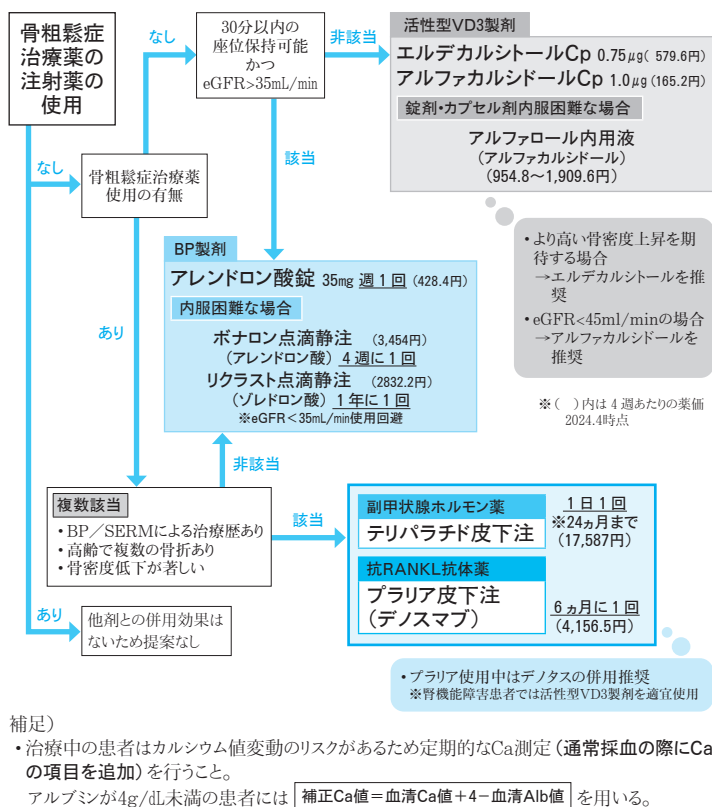 骨粗鬆症
治療薬の
注射薬の
使用
なし
30分以内の
座位保持可能
かつ
eGFR>35mL/min
非該当
活性型VD3製剤
エルデカルシトールCp 0.75μg( 579.6円)
アルファカルシドールCp 1.0μg(165.2円)
錠剤・カプセル剤内服困難な場合
アルファロール内用液
(アルファカルシドール)
(954.8～1,909.6円)
なし
骨粗鬆症治療薬
使用の有無
該当
・より高い骨密度上昇を期
待する場合
→エルデカルシトールを推
奨
・eGFR<45ml/minの場合
→アルファカルシドールを
推奨
※(　)内は4週あたりの薬価
2024.4時点
BP製剤
アレンドロン酸錠 35mg 週1回 (428.4円)
内服困難な場合
ボナロン点滴静注 (3,454円)
(アレンドロン酸) 4週に1回
リクラスト点滴静注 (2832.2円)
(ゾレドロン酸) 1年に1回
※eGFR<35mL/min使用回避
あり
非該当
複数該当
・BP／SERMによる治療歴あり
・高齢で複数の骨折あり
・骨密度低下が著しい
該当
副甲状腺ホルモン薬
テリパラチド皮下注
1日1回
※24ヵ月まで
(17,587円)
抗RANKL抗体薬
プラリア皮下注
(デノスマブ)
6ヵ月に1回
(4,156.5円)
あり
他剤との併用効果は
ないため提案なし
・プラリア使用中はデノタスの併用推奨
※腎機能障害患者では活性型VD3製剤を適宜使用
補足)
・治療中の患者はカルシウム値変動のリスクがあるため定期的なCa測定(通常採血の際にCa
の項目を追加)を行うこと。
アルブミンが4g/dL未満の患者には 補正Ca値＝血清Ca値＋4－血清Alb値 を用いる。